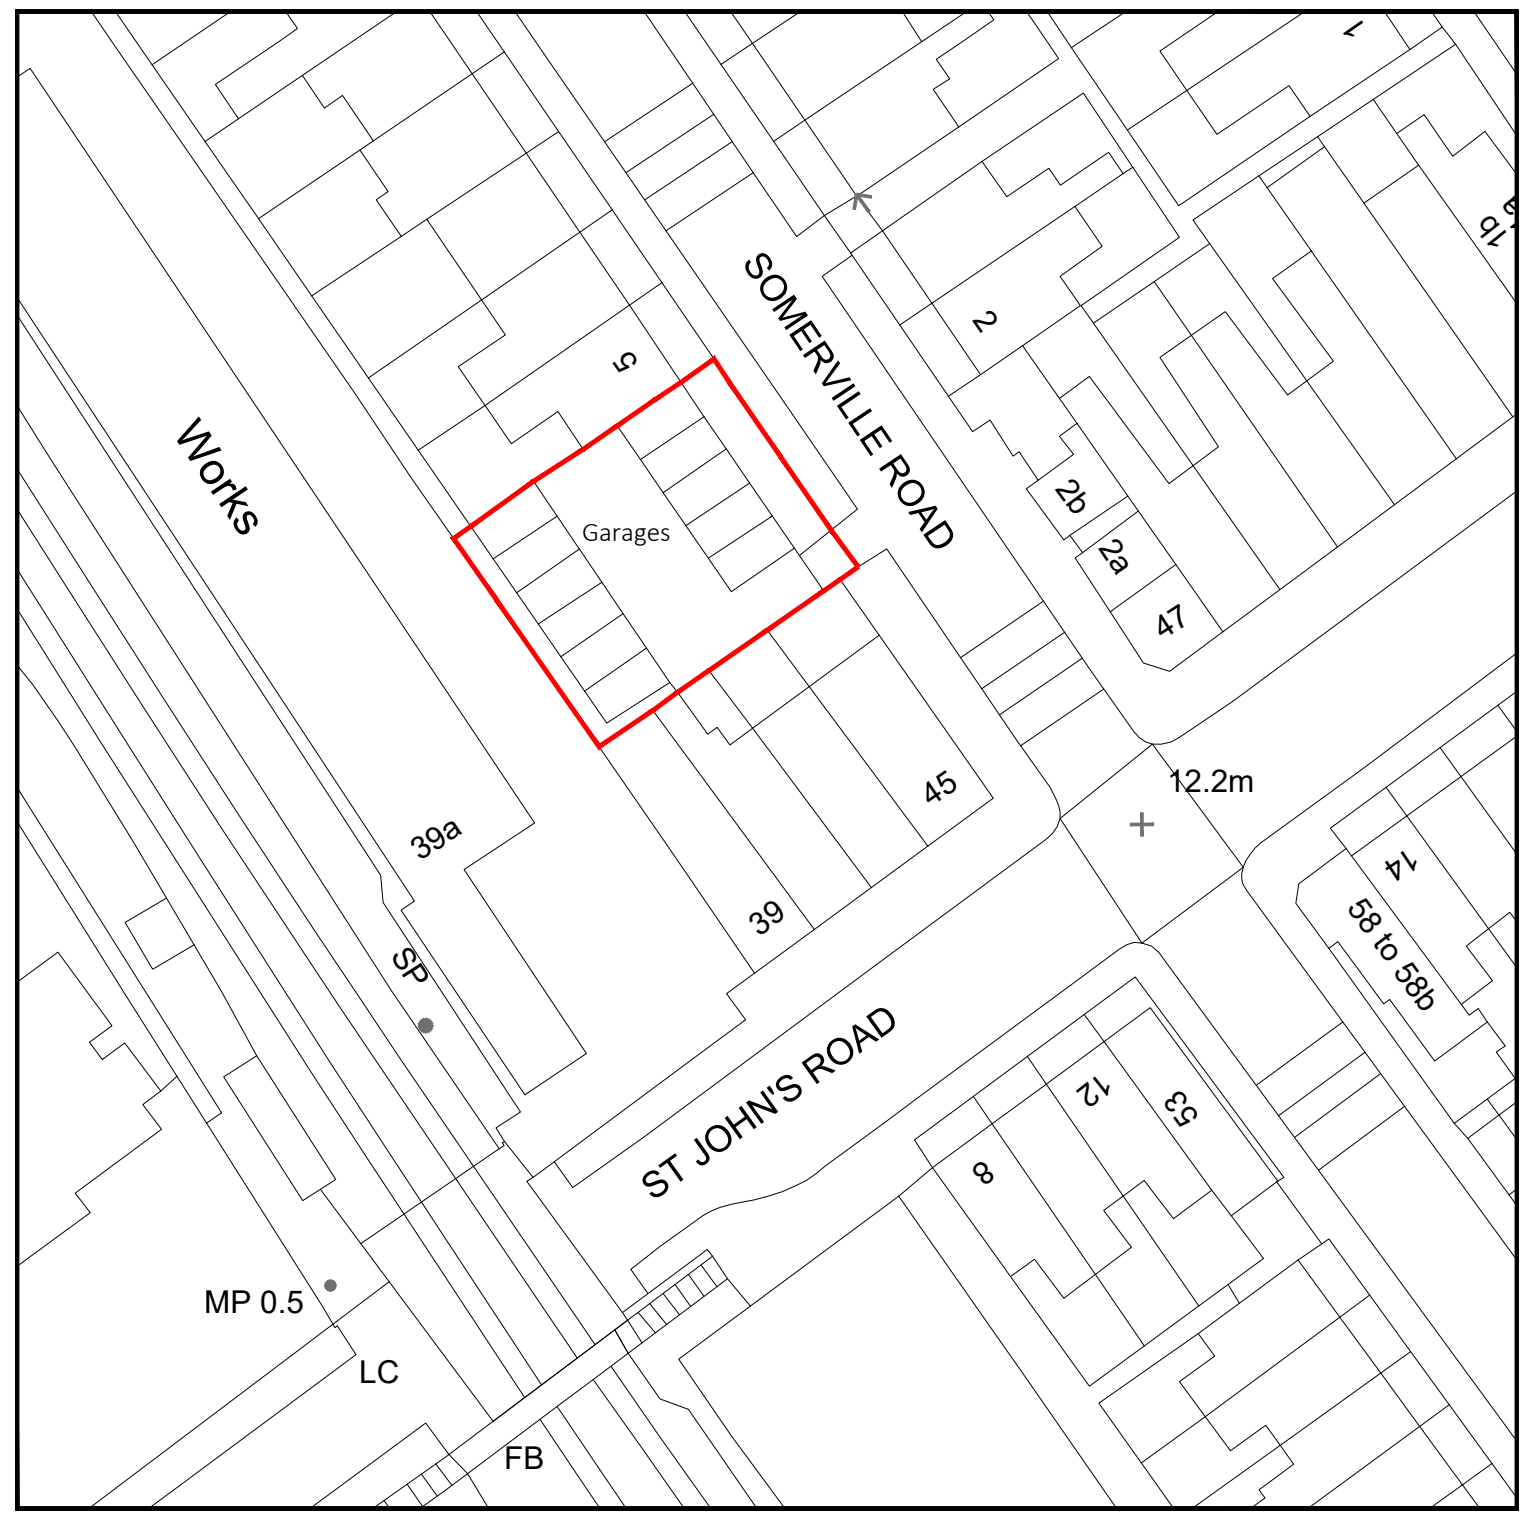 1
1b
a
SOMERVILLE ROAD
2
5
Works
2b
Garages
2a
47
12.2m
45
39a
14
39
58 to 58b
SP
ST JOHN'S ROAD
12
53
8
MP 0.5
LC
FB